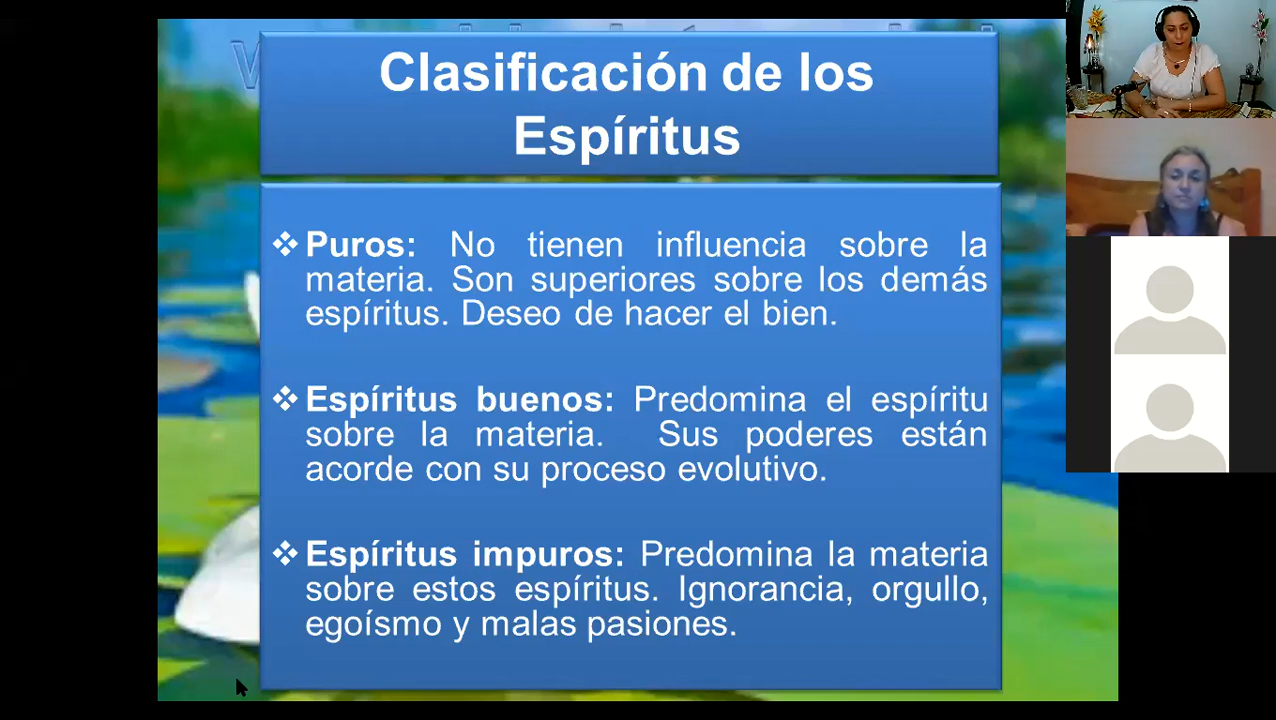 Clasificación de los
Espíritus
❖ Puros: No tienen influencia sobre la
materia. Son superiores sobre los demás
espíritus. Deseo de hacer el bien.
❖ Espíritus buenos: Predomina el espíritu
sobre la materia. Sus poderes están
acorde con su proceso evolutivo.
❖ Espíritus impuros: Predomina la materia
sobre estos espíritus. Ignorancia, orgullo,
egoísmo y malas pasiones.